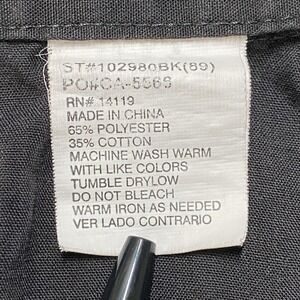 ST#102980BK(89)
PO#CA-5563
RN# 14119
MADE IN CHINA
65% POLYESTER
35% COTTON
MACHINE WASH WARM
WITH LIKE COLORS
TUMBLE DRYLOW
DO NOT BLEACH
WARM IRON AS NEEDED
VER LADO CONTRARIO